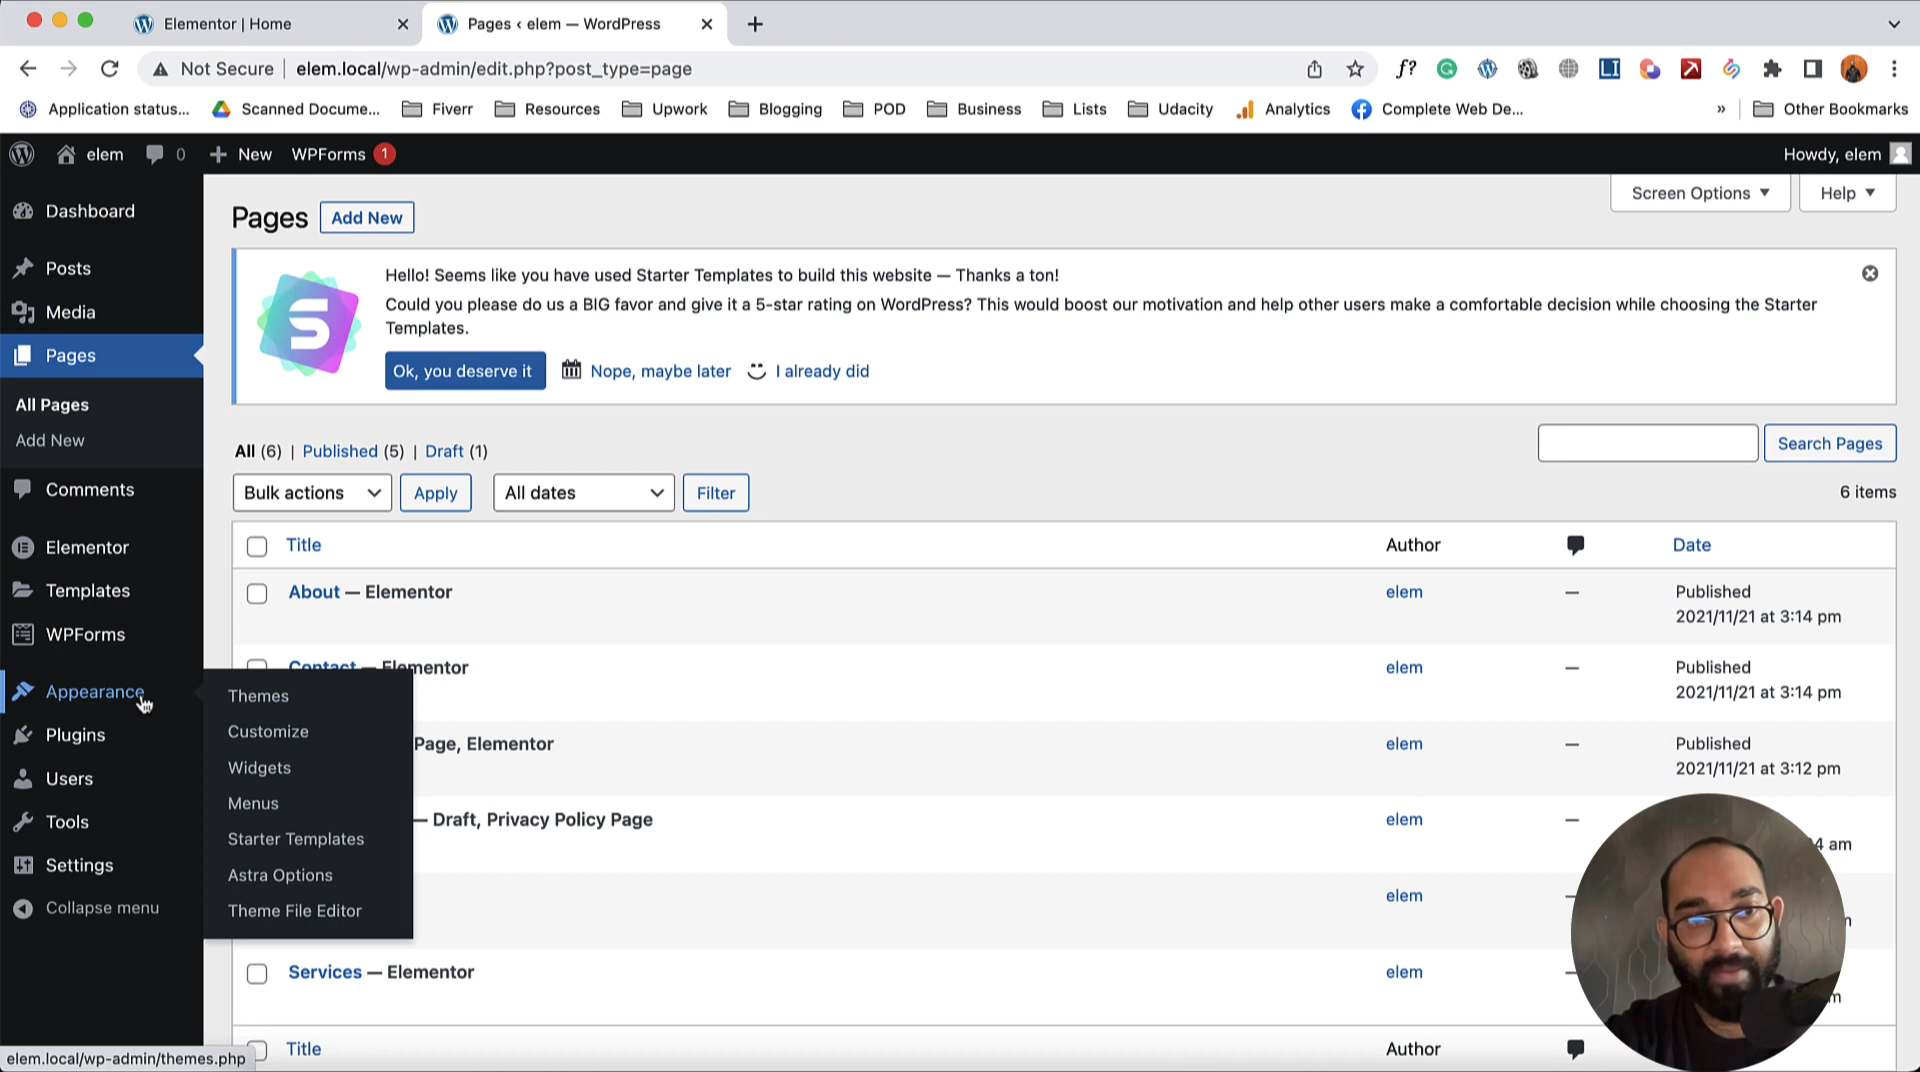 Elementor | Home
Pages ‹ elem — WordPress
Not Secure
elem.local/wp-admin/edit.php?post_type=page
f?
LI
Application status...
Scanned Docume...
Fiverr
Resources
Upwork
Blogging
POD
Business
Lists
Udacity
Analytics
Complete Web De...
»
Other Bookmarks
elem
0
New
WPForms
1
Howdy, elem
Dashboard
Posts
Media
Pages
All Pages
Add New
Comments
Elementor
Templates
WPForms
Appearance
Plugins
Users
Tools
Settings
Collapse menu
Themes
Customize
Widgets
Menus
Starter Templates
Astra Options
Theme File Editor
Pages
Add New
Screen Options
Help
Hello! Seems like you have used Starter Templates to build this website — Thanks a ton!
Could you please do us a BIG favor and give it a 5-star rating on WordPress? This would boost our motivation and help other users make a comfortable decision while choosing the Starter
Templates.
Ok, you deserve it
Nope, maybe later
I already did
All (6) | Published (5) | Draft (1)
Search Pages
Bulk actions
Apply
All dates
Filter
6 items
Title
Author
Date
About — Elementor
elem
—
Published
2021/11/21 at 3:14 pm
Contact — Elementor
elem
—
Published
2021/11/21 at 3:14 pm
Page, Elementor
elem
—
Published
2021/11/21 at 3:12 pm
— Draft, Privacy Policy Page
elem
—
4 am
elem
Services — Elementor
elem
Title
Author
elem.local/wp-admin/themes.php